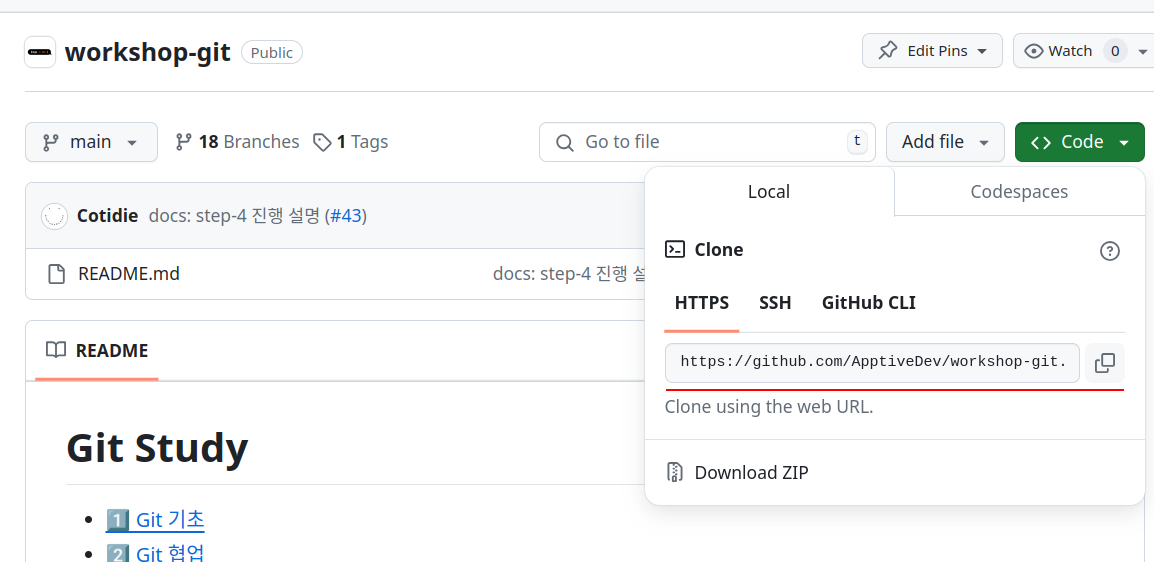 workshop-git Public
Edit Pins
Watch 0
main
18 Branches
1 Tags
Go to file t
Add file
Code
Cotidie docs: step-4 진행 설명 (#43)
README.md docs: step-4 진행
README
Git Study
1 Git 기초
2 Git 협업
Local
Codespaces
Clone
HTTPS
SSH
GitHub CLI
https://github.com/ApptiveDev/workshop-git.
Clone using the web URL.
Download ZIP